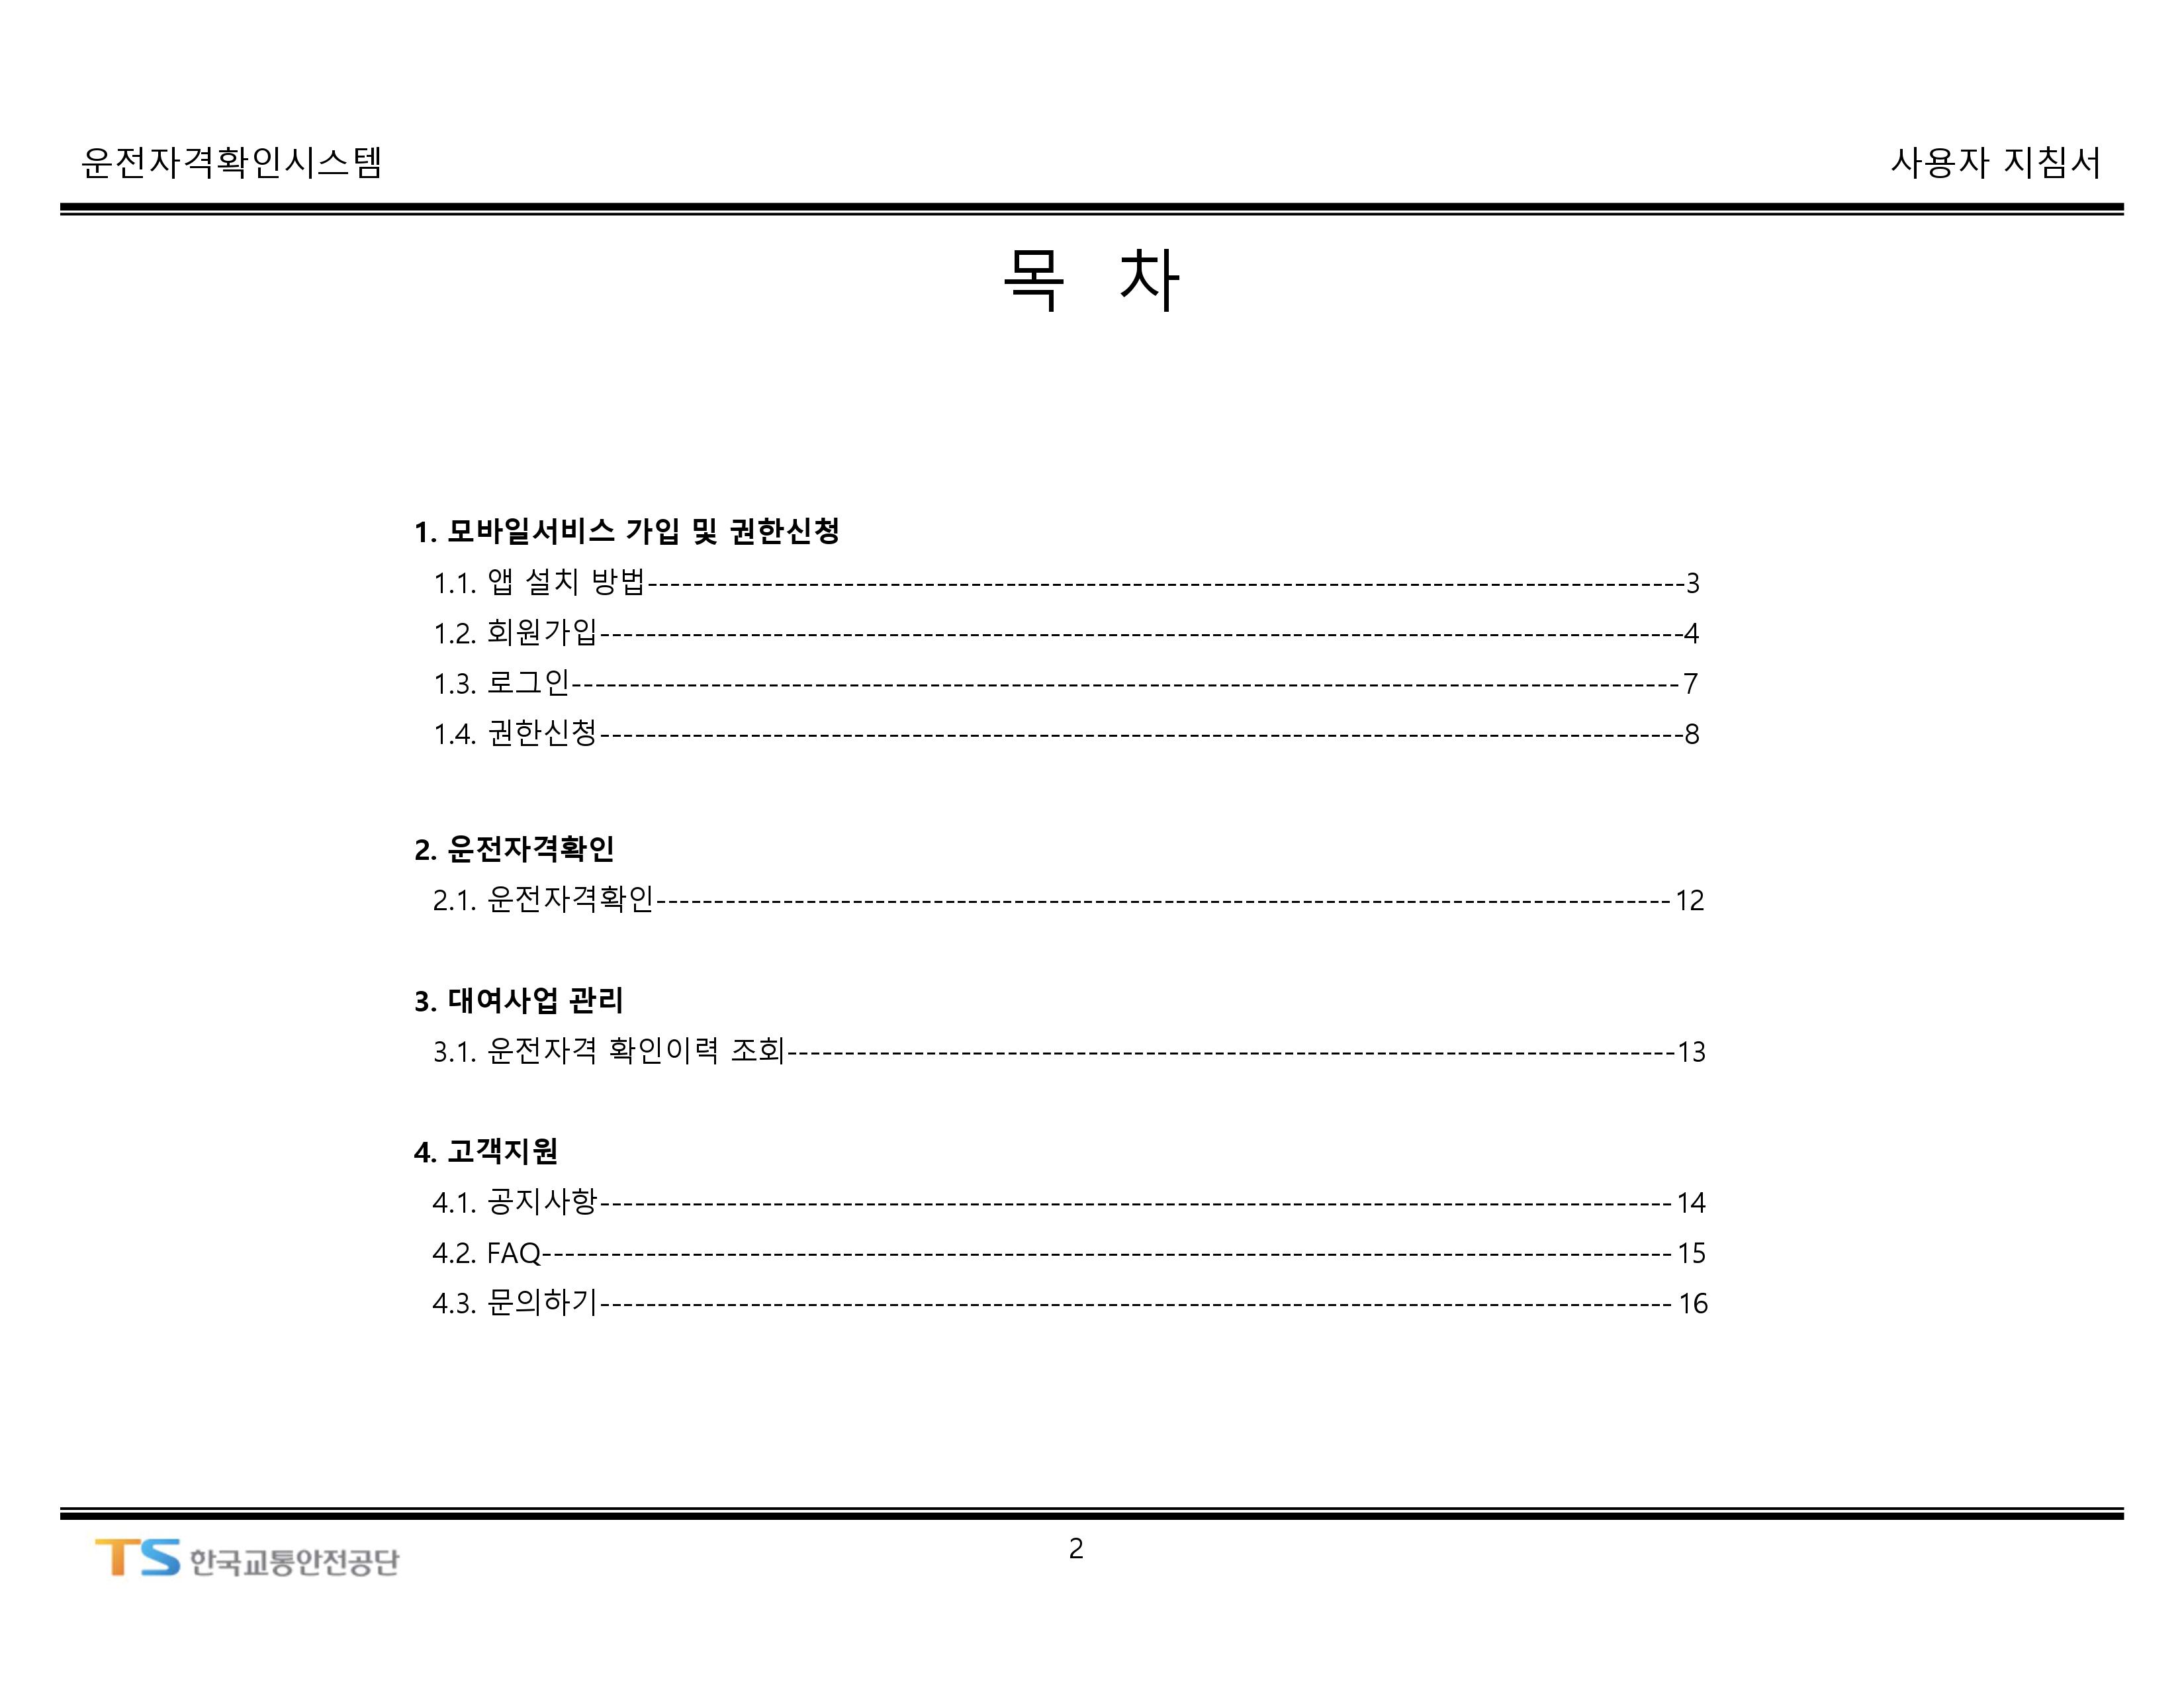 운전자격확인시스템
사용자 지침서
목 차
1. 모바일서비스 가입 및 권한신청
1.1. 앱 설치 방법------------------------------------------------------------------------------------------3
1.2. 회원가입----------------------------------------------------------------------------------------------4
1.3. 로그인------------------------------------------------------------------------------------------------7
1.4. 권한신청----------------------------------------------------------------------------------------------8
2. 운전자격확인
2.1. 운전자격확인----------------------------------------------------------------------------------------12
3. 대여사업 관리
3.1. 운전자격 확인이력 조회-----------------------------------------------------------------------------13
4. 고객지원
4.1. 공지사항---------------------------------------------------------------------------------------------14
4.2. FAQ--------------------------------------------------------------------------------------------------15
4.3. 문의하기---------------------------------------------------------------------------------------------16
TS 한국교통안전공단
2